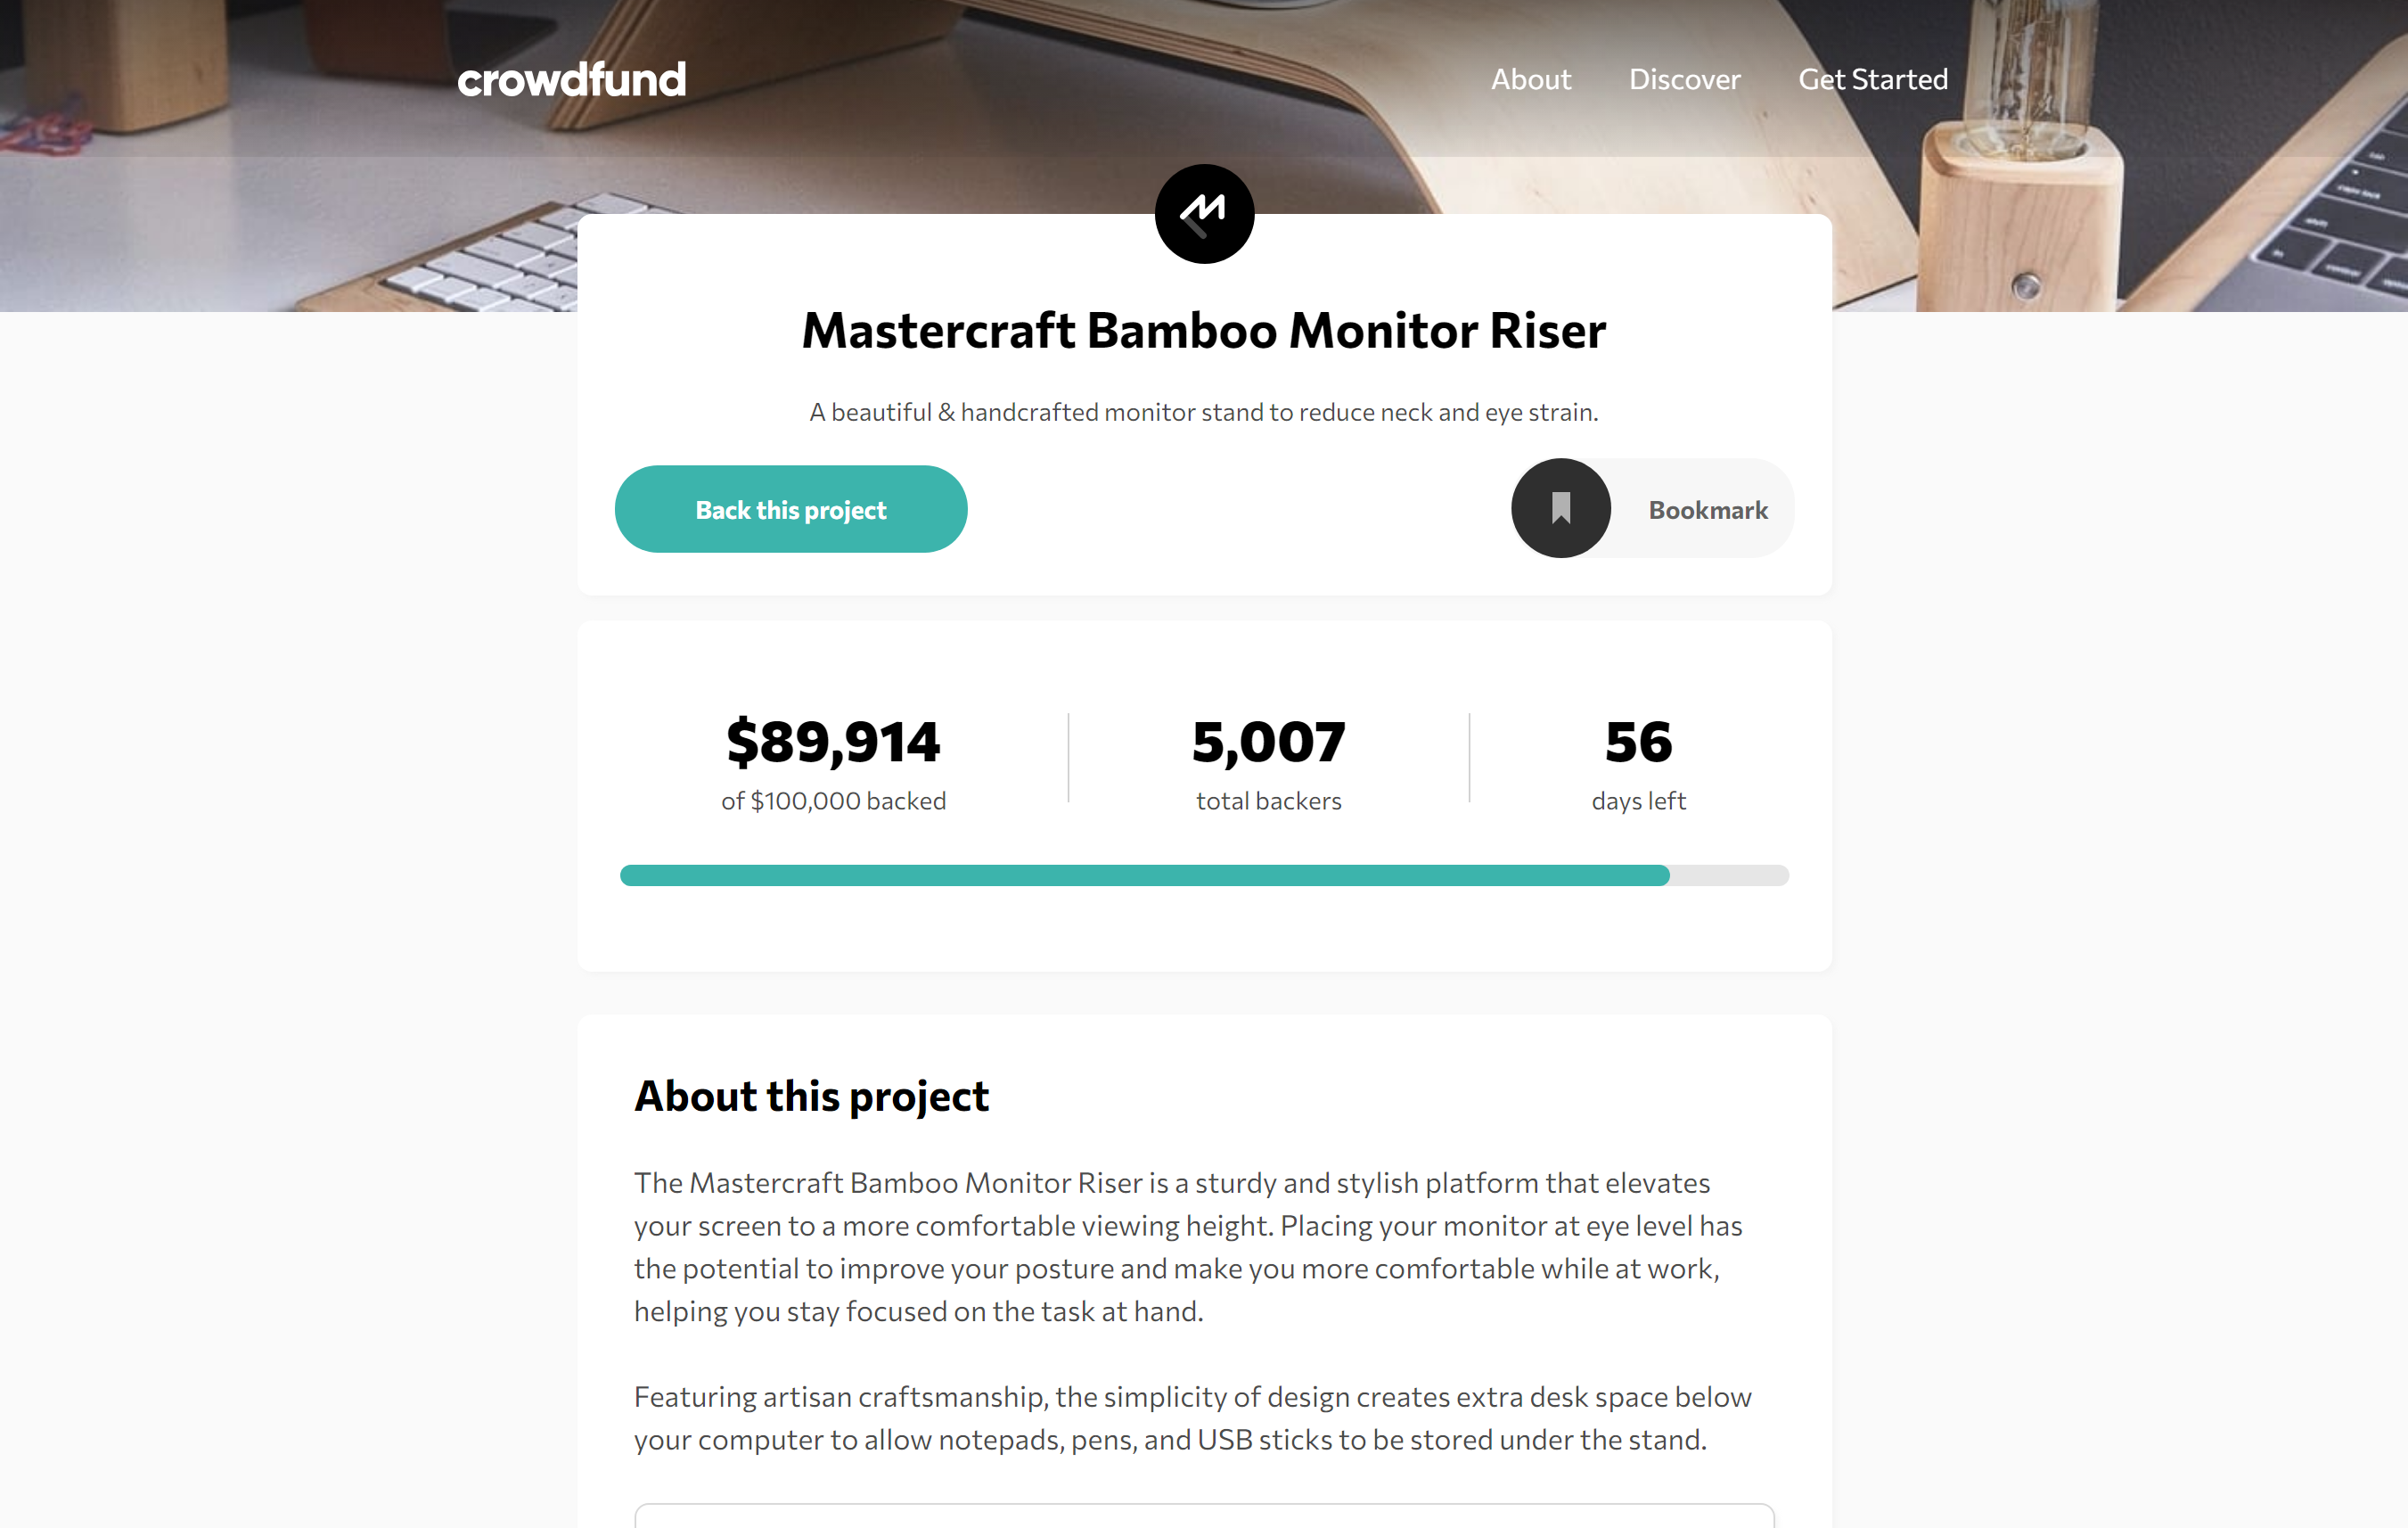 crowdfund
About
Discover
Get Started
Mastercraft Bamboo Monitor Riser
A beautiful & handcrafted monitor stand to reduce neck and eye strain.
Back this project
Bookmark
$89,914
of $100,000 backed
5,007
total backers
56
days left
About this project
The Mastercraft Bamboo Monitor Riser is a sturdy and stylish platform that elevates
your screen to a more comfortable viewing height. Placing your monitor at eye level has
the potential to improve your posture and make you more comfortable while at work,
helping you stay focused on the task at hand.
Featuring artisan craftsmanship, the simplicity of design creates extra desk space below
your computer to allow notepads, pens, and USB sticks to be stored under the stand.